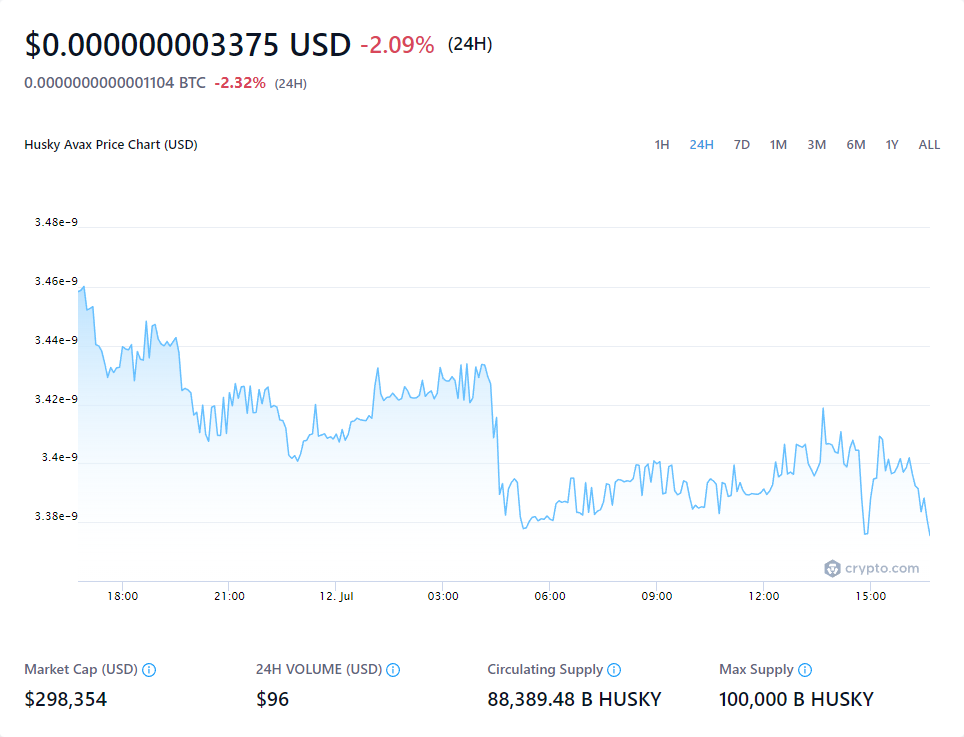 $0.000000003375 USD -2.09% (24H)
0.0000000000001104 BTC -2.32% (24H)
Husky Avax Price Chart (USD) 1H 24H 7D 1M 3M 6M 1Y ALL
3.48e-9
3.46e-9
3.44e-9
3.42e-9
3.4e-9
3.38e-9
crypto.com
18:00 21:00 12. Jul 03:00 06:00 09:00 12:00 15:00
Market Cap (USD) 24H VOLUME (USD) Circulating Supply Max Supply
$298,354 $96 88,389.48 B HUSKY 100,000 B HUSKY